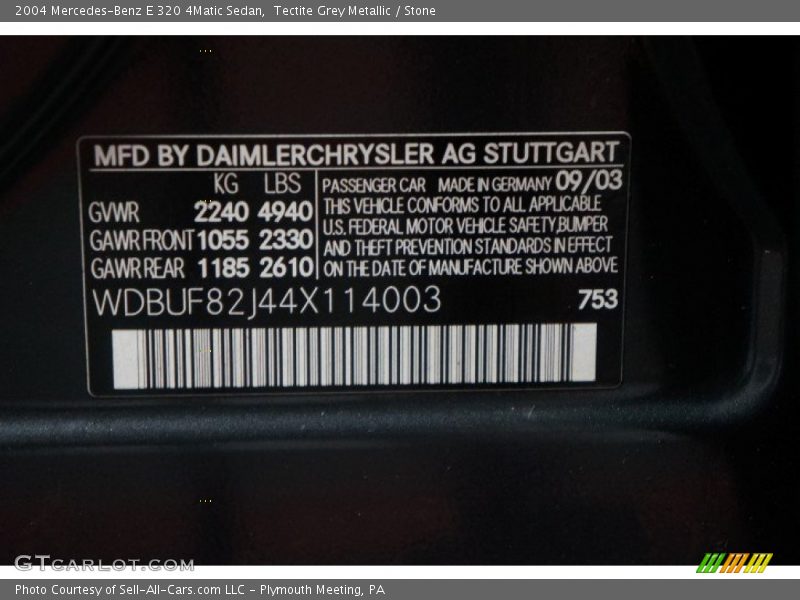 2004 Mercedes-Benz E 320 4Matic Sedan,  Tectite Grey Metallic / Stone
MFD BY DAIMLERCHRYSLER AG STUTTGART
KG LBS
GVWR 2240 4940
GAWR FRONT 1055 2330
GAWR REAR 1185 2610
PASSENGER CAR MADE IN GERMANY 09/03
THIS VEHICLE CONFORMS TO ALL APPLICABLE
U.S. FEDERAL MOTOR VEHICLE SAFETY,BUMPER
AND THEFT PREVENTION STANDARDS IN EFFECT
ON THE DATE OF MANUFACTURE SHOWN ABOVE
WDBUF82J44X114003 753
GTCARLOT.COM
Photo Courtesy of Sell-All-Cars.com LLC - Plymouth Meeting, PA